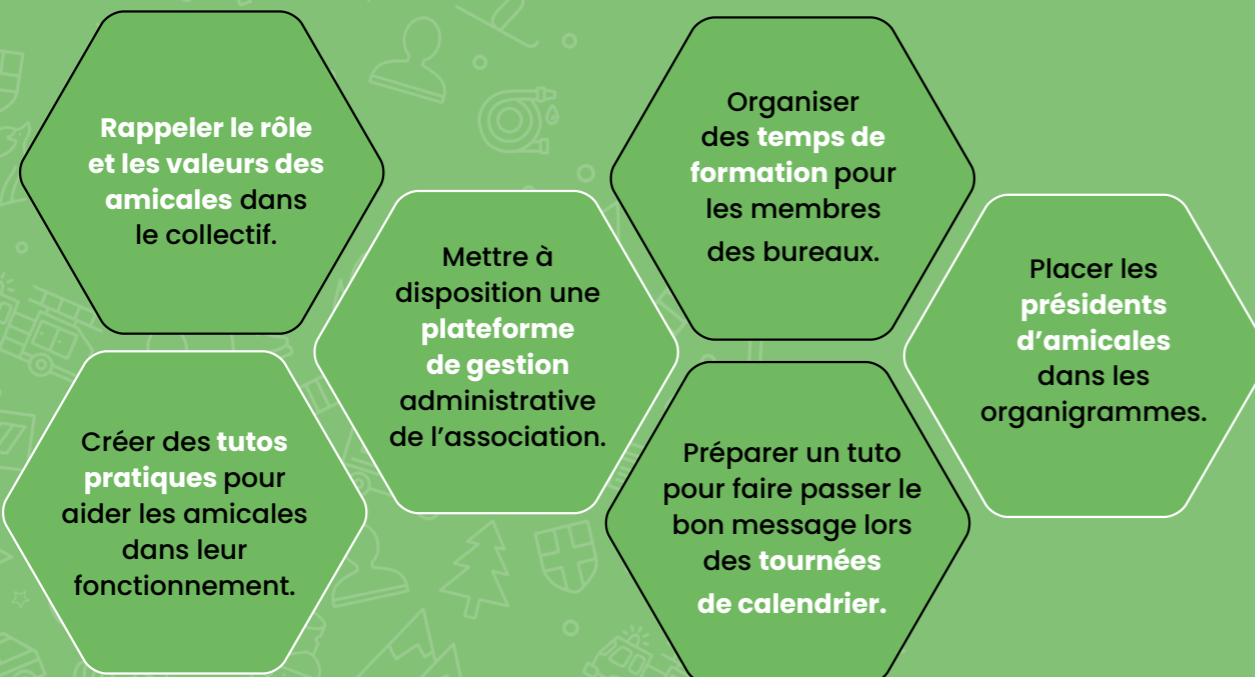 Rappeler le rôle
et les valeurs des
amicales dans
le collectif.
Créer des tutos
pratiques pour
aider les amicales
dans leur
fonctionnement.
Mettre à
disposition une
plateforme
de gestion
administrative
de l’association.
Organiser
des temps de
formation pour
les membres
des bureaux.
Préparer un tuto
pour faire passer le
bon message lors
des tournées
de calendrier.
Placer les
présidents
d’amicales
dans les
organigrammes.